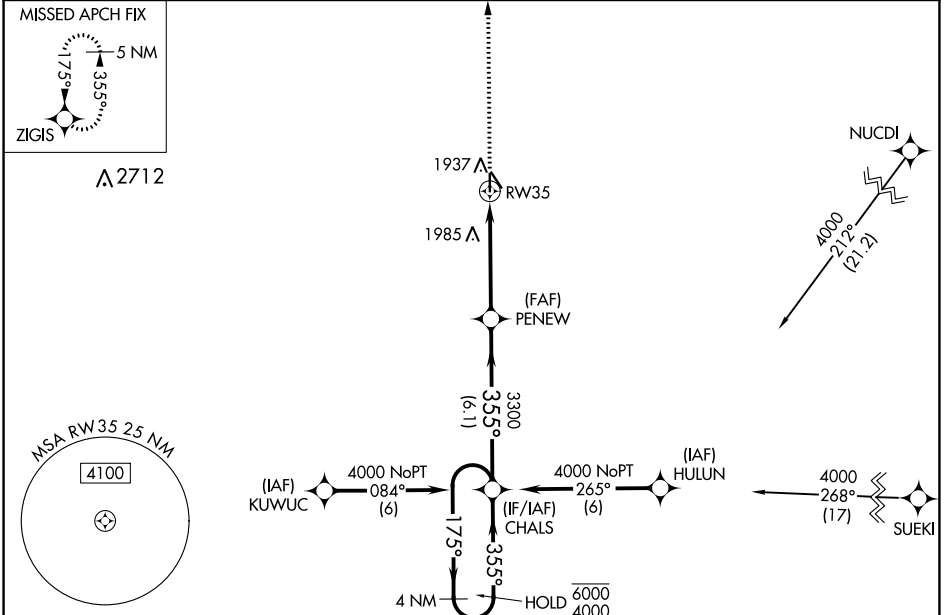 MISSED APCH FIX
5 NM
175°
355°
ZIGIS
2712
1937
RW35
1985
NUCDI
4000
212°
(21.2)
(FAF)
PENEW
3300
355°
(6.1)
MSA RW35 25 NM
4100
(IAF)
KUWUC
4000 NoPT
084°
(6)
(IF/IAF)
CHALS
4000 NoPT
265°
(6)
(IAF)
HULUN
4000
268°
(17)
SUEKI
175°
355°
4 NM
HOLD 6000
4000